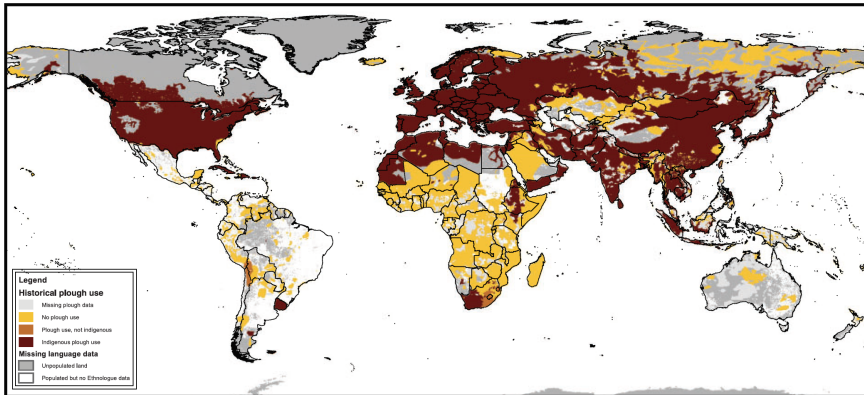 Legend
Historical plough use
Missing plough data
No plough use
Plough use, not indigenous
Indigenous plough use
Missing language data
Unpopulated land
Populated but no Ethnologue data